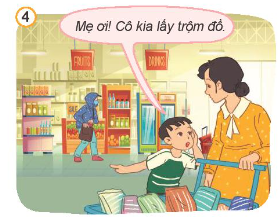 4
Mẹ ơi! Cô kia lấy trộm đồ.
FRUITS
DRINKS